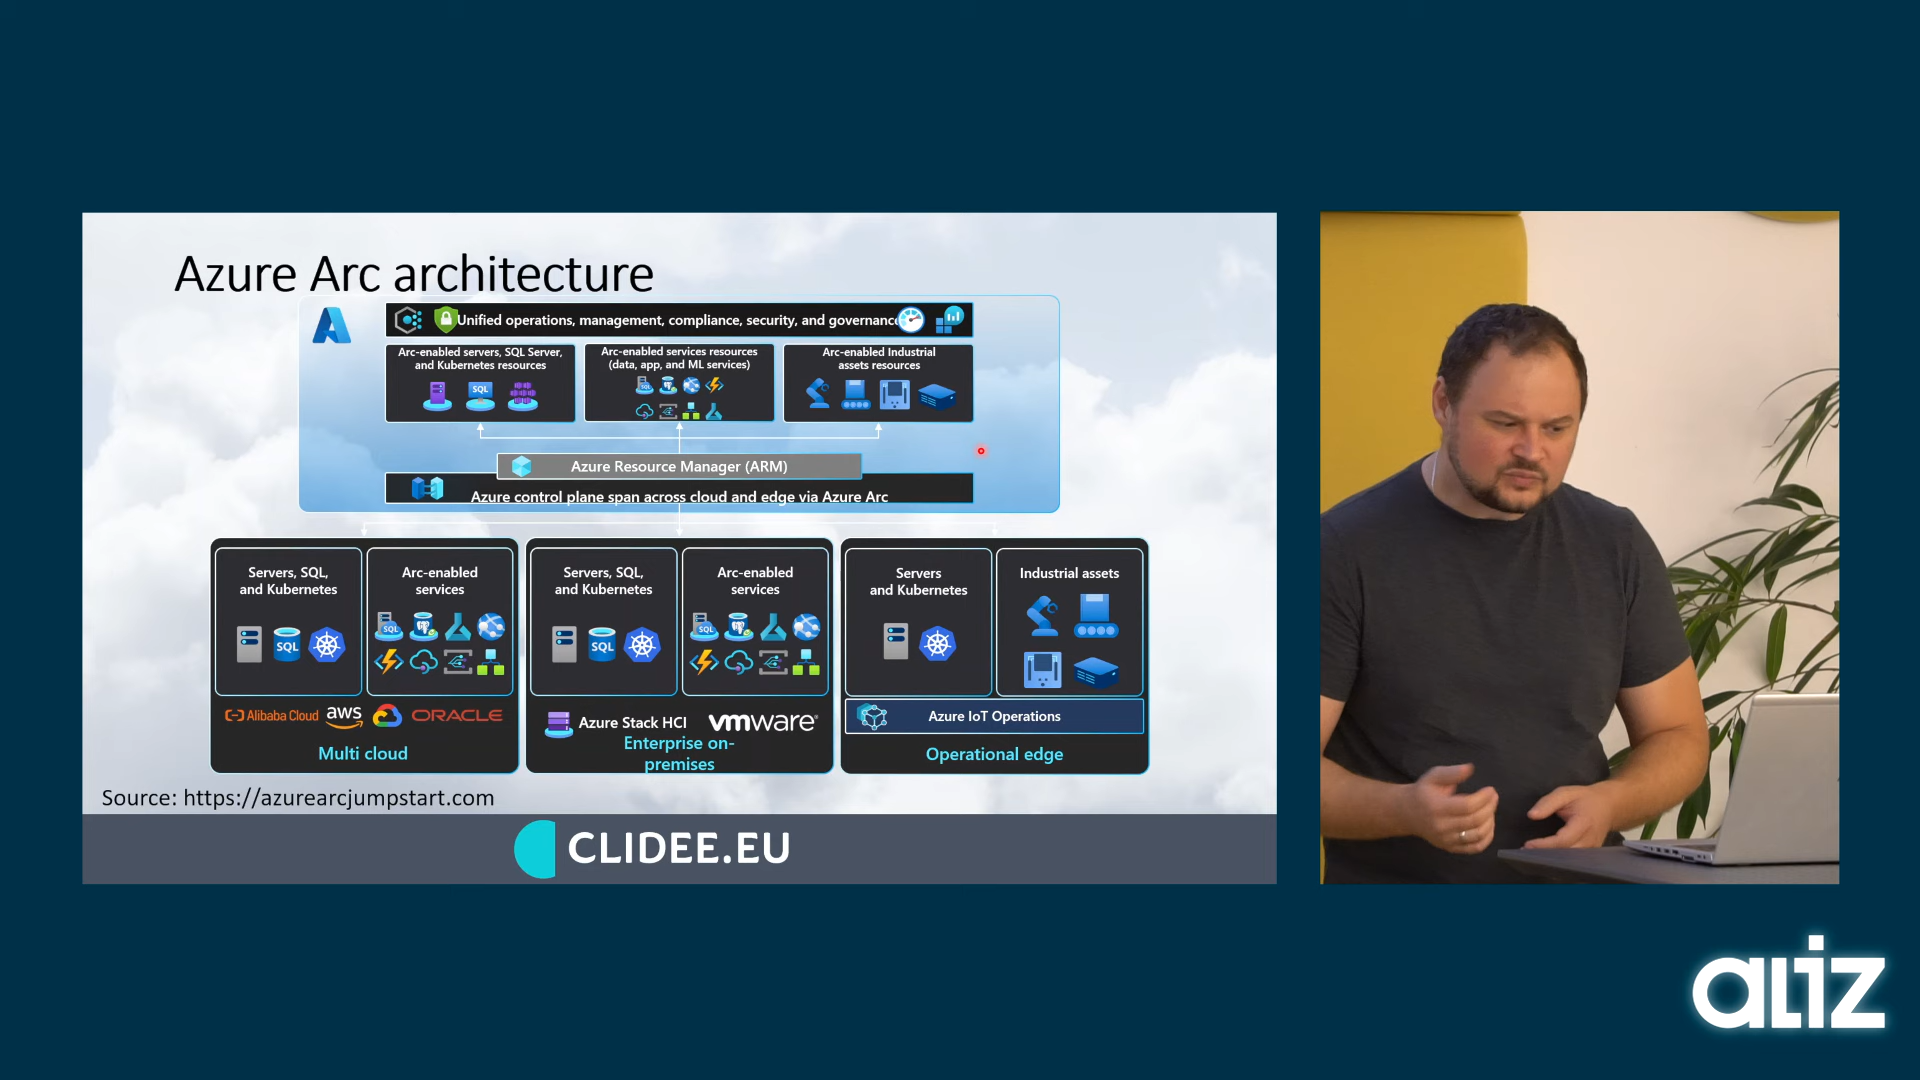 Azure Arc architecture
Unified operations, management, compliance, security, and governance
Arc-enabled servers, SQL Server,
and Kubernetes resources
SQL
Arc-enabled services resources
(data, app, and ML services)
SQL
Arc-enabled Industrial
assets resources
Azure Resource Manager (ARM)
Azure control plane span across cloud and edge via Azure Arc
Servers, SQL,
and Kubernetes
SQL
Arc-enabled
services
SQL
Alibaba Cloud
aws
ORACLE
Multi cloud
Servers, SQL,
and Kubernetes
SQL
Arc-enabled
services
SQL
Azure Stack HCI
vmware
Enterprise on-
premises
Servers
and Kubernetes
Industrial assets
Azure IoT Operations
Operational edge
Source: https://azurearcjumpstart.com
CLIDEE.EU
aLiz